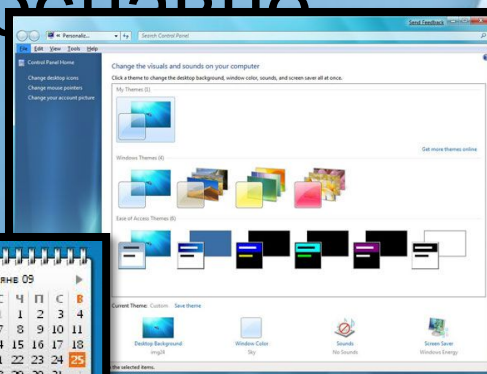 Send Feedback
Personaliz...
Search Control Panel
File Edit View Tools Help
Control Panel Home
Change desktop icons
Change mouse pointers
Change your account picture
Change the visuals and sounds on your computer
Click a theme to change the desktop background, window color, sounds, and screen saver all at once.
My Themes (1)
Get more themes online
Windows Themes (4)
Ease of Access Themes (6)
Current Theme: Custom Save theme
Desktop Background
img24
Window Color
Sky
Sounds
No Sounds
Screen Saver
Windows Energy
the selected items.
янв 09
С Ч П С В
1 2 3 4
7 8 9 10 11
14 15 16 17 18
21 22 23 24 25